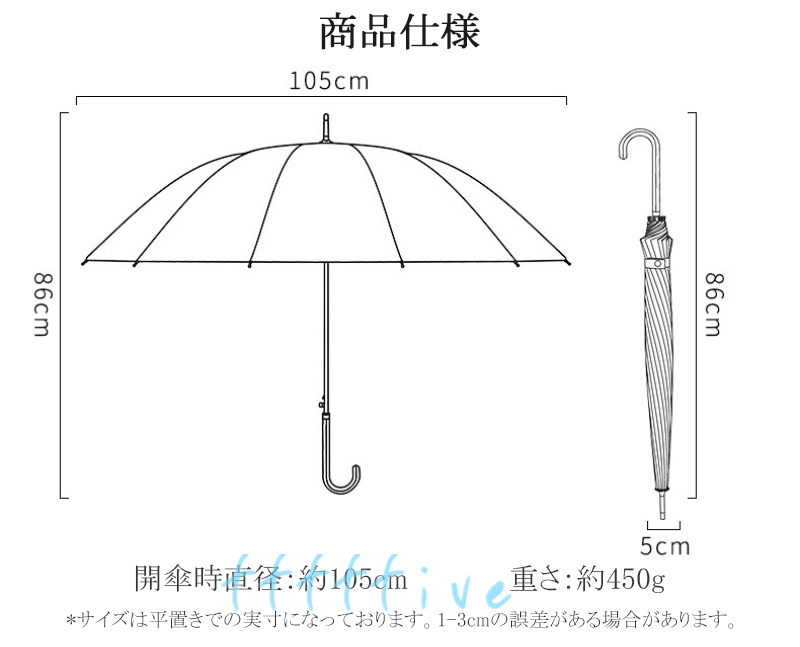 商品仕様
105cm
86cm
86cm
5cm
開傘時直径:約105cm 重さ:約450g
tttttive
*サイズは平置きでの実寸になっております。1-3cmの誤差がある場合があります。